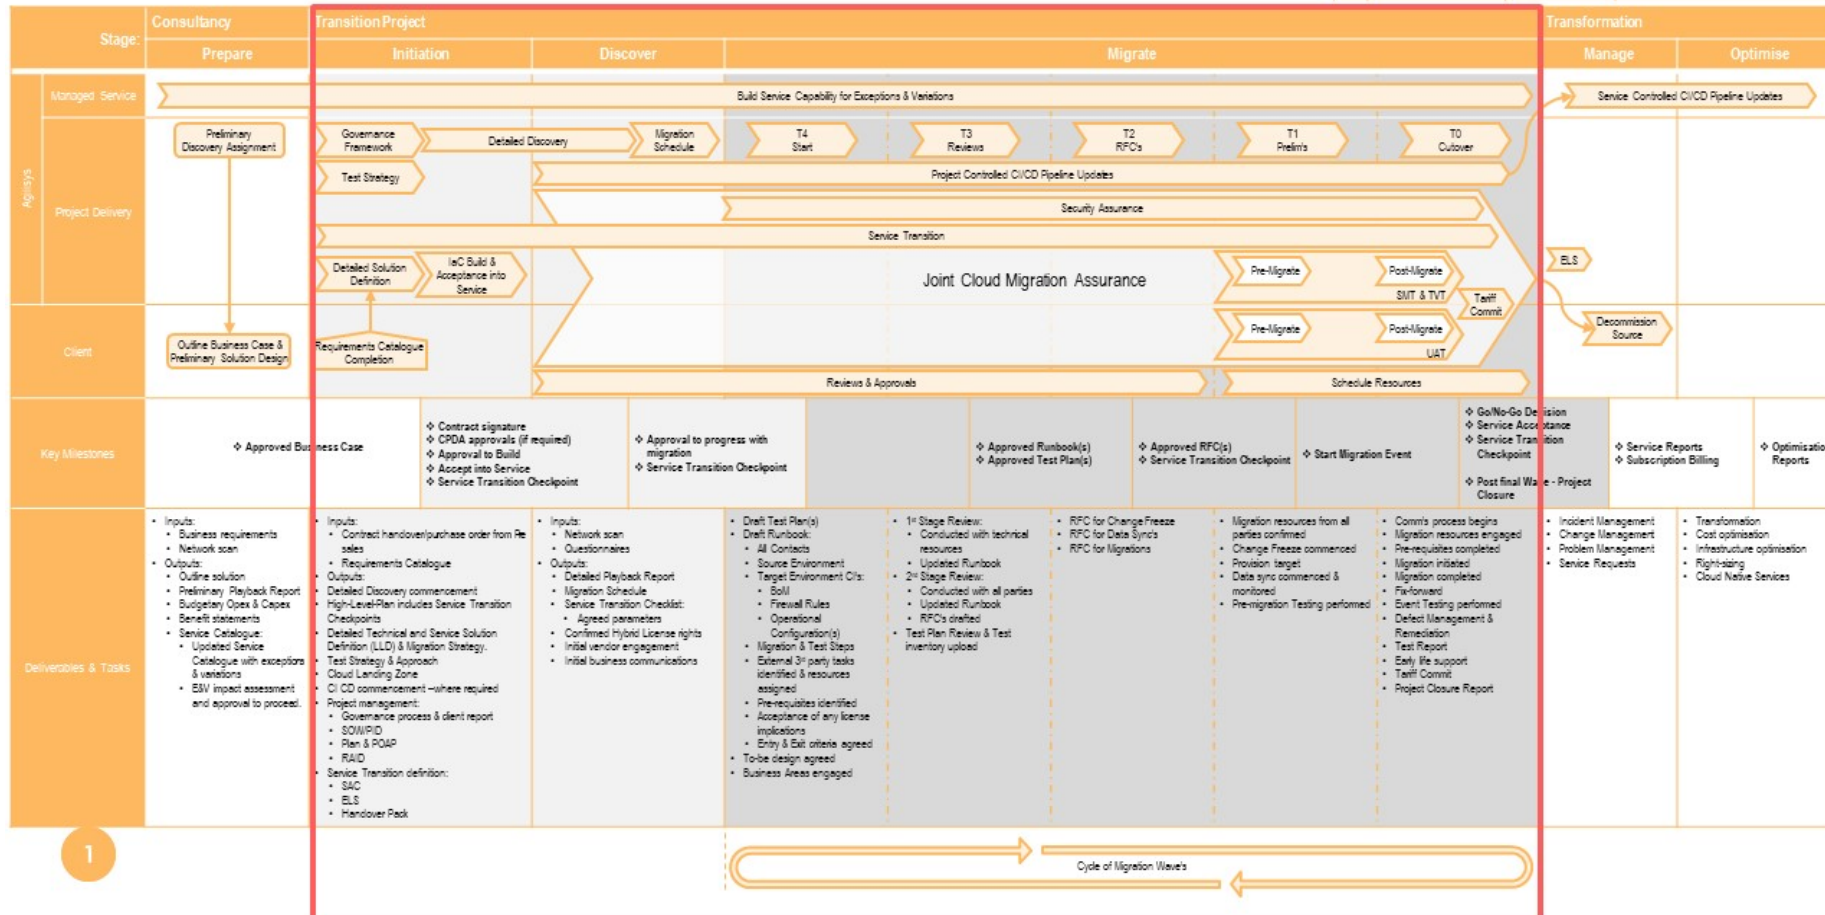 Consultancy
Transition Project
Transformation
Stage:
Prepare
Initiation
Discover
Migrate
Manage
Optimise
Agilisys
Managed Service
Build Service Capability for Exceptions & Variations
Service Controlled CI/CD Pipeline Updates
Project Delivery
Preliminary
Discovery Assignment
Governance
Framework
Detailed Discovery
Migration
Schedule
T4
Start
T3
Reviews
T2
RFC's
T1
Prelim's
T0
Cutover
Test Strategy
Project Controlled CI/CD Pipeline Updates
Security Assurance
Service Transition
Detailed Solution
Definition
IaC Build &
Acceptance into
Service
Joint Cloud Migration Assurance
Pre-Migrate
Post-Migrate
SMT & TVT
Tariff
Commit
ELS
Client
Outline Business Case &
Preliminary Solution Design
Requirements Catalogue
Completion
Pre-Migrate
Post-Migrate
UAT
Decommission
Source
Reviews & Approvals
Schedule Resources
Key Milestones
❖ Approved Business Case
❖ Contract signature
❖ CPDA approvals (if required)
❖ Approval to Build
❖ Accept into Service
❖ Service Transition Checkpoint
❖ Approval to progress with
migration
❖ Service Transition Checkpoint
❖ Approved Runbook(s)
❖ Approved Test Plan(s)
❖ Approved RFC(s)
❖ Service Transition Checkpoint
❖ Start Migration Event
❖ Go/No-Go Decision
❖ Service Acceptance
❖ Service Transition
Checkpoint
❖ Post final Wave - Project
Closure
❖ Service Reports
❖ Subscription Billing
❖ Optimisatio
Reports
Deliverables & Tasks
• Inputs:
• Business requirements
• Network scan
• Outputs:
• Outline solution
• Preliminary Playback Report
• Budgetary Opex & Capex
• Benefit statements
• Service Catalogue:
• Updated Service
Catalogue with exceptions
& variations
• E&V impact assessment
and approval to proceed.
• Inputs:
• Contract handover/purchase order from Pre
sales
• Requirements Catalogue
• Outputs:
• Detailed Discovery commencement
• High-Level-Plan includes Service Transition
Checkpoints
• Detailed Technical and Service Solution
Definition (LLD) & Migration Strategy.
• Test Strategy & Approach
• Cloud Landing Zone
• CI CD commencement –where required
• Project management:
• Governance process & client report
• SOW/PID
• Plan & POAP
• RAID
• Service Transition definition:
• SAC
• ELS
• Handover Pack
• Inputs:
• Network scan
• Questionnaires
• Outputs:
• Detailed Playback Report
• Migration Schedule
• Service Transition Checklist:
• Agreed parameters
• Confirmed Hybrid License rights
• Initial vendor engagement
• Initial business communications
• Draft Test Plan(s)
• Draft Runbook:
• All Contacts
• Source Environment
• Target Environment CI's:
• BoM
• Firewall Rules
• Operational
Configuration(s)
• Migration & Test Steps
• External 3rd party tasks
identified & resources
assigned
• Pre-requisites identified
• Acceptance of any license
implications
• Entry & Exit criteria agreed
• To-be design agreed
• Business Areas engaged
• 1st Stage Review:
• Conducted with technical
resources
• Updated Runbook
• 2nd Stage Review:
• Conducted with all parties
• Updated Runbook
• RFC's drafted
• Test Plan Review & Test
inventory upload
• RFC for Change Freeze
• RFC for Data Sync's
• RFC for Migrations
• Migration resources from all
parties confirmed
• Change Freeze commenced
• Provision target
• Data sync commenced &
monitored
• Pre-migration Testing performed
• Comm's process begins
• Migration resources engaged
• Pre-requisites completed
• Migration initiated
• Migration completed
• Fix-forward
• Event Testing performed
• Defect Management &
Remediation
• Test Report
• Early life support
• Tariff Commit
• Project Closure Report
• Incident Management
• Change Management
• Problem Management
• Service Requests
• Transformation
• Cost optimisation
• Infrastructure optimisation
• Right-sizing
• Cloud Native Services
1
Cycle of Migration Wave's